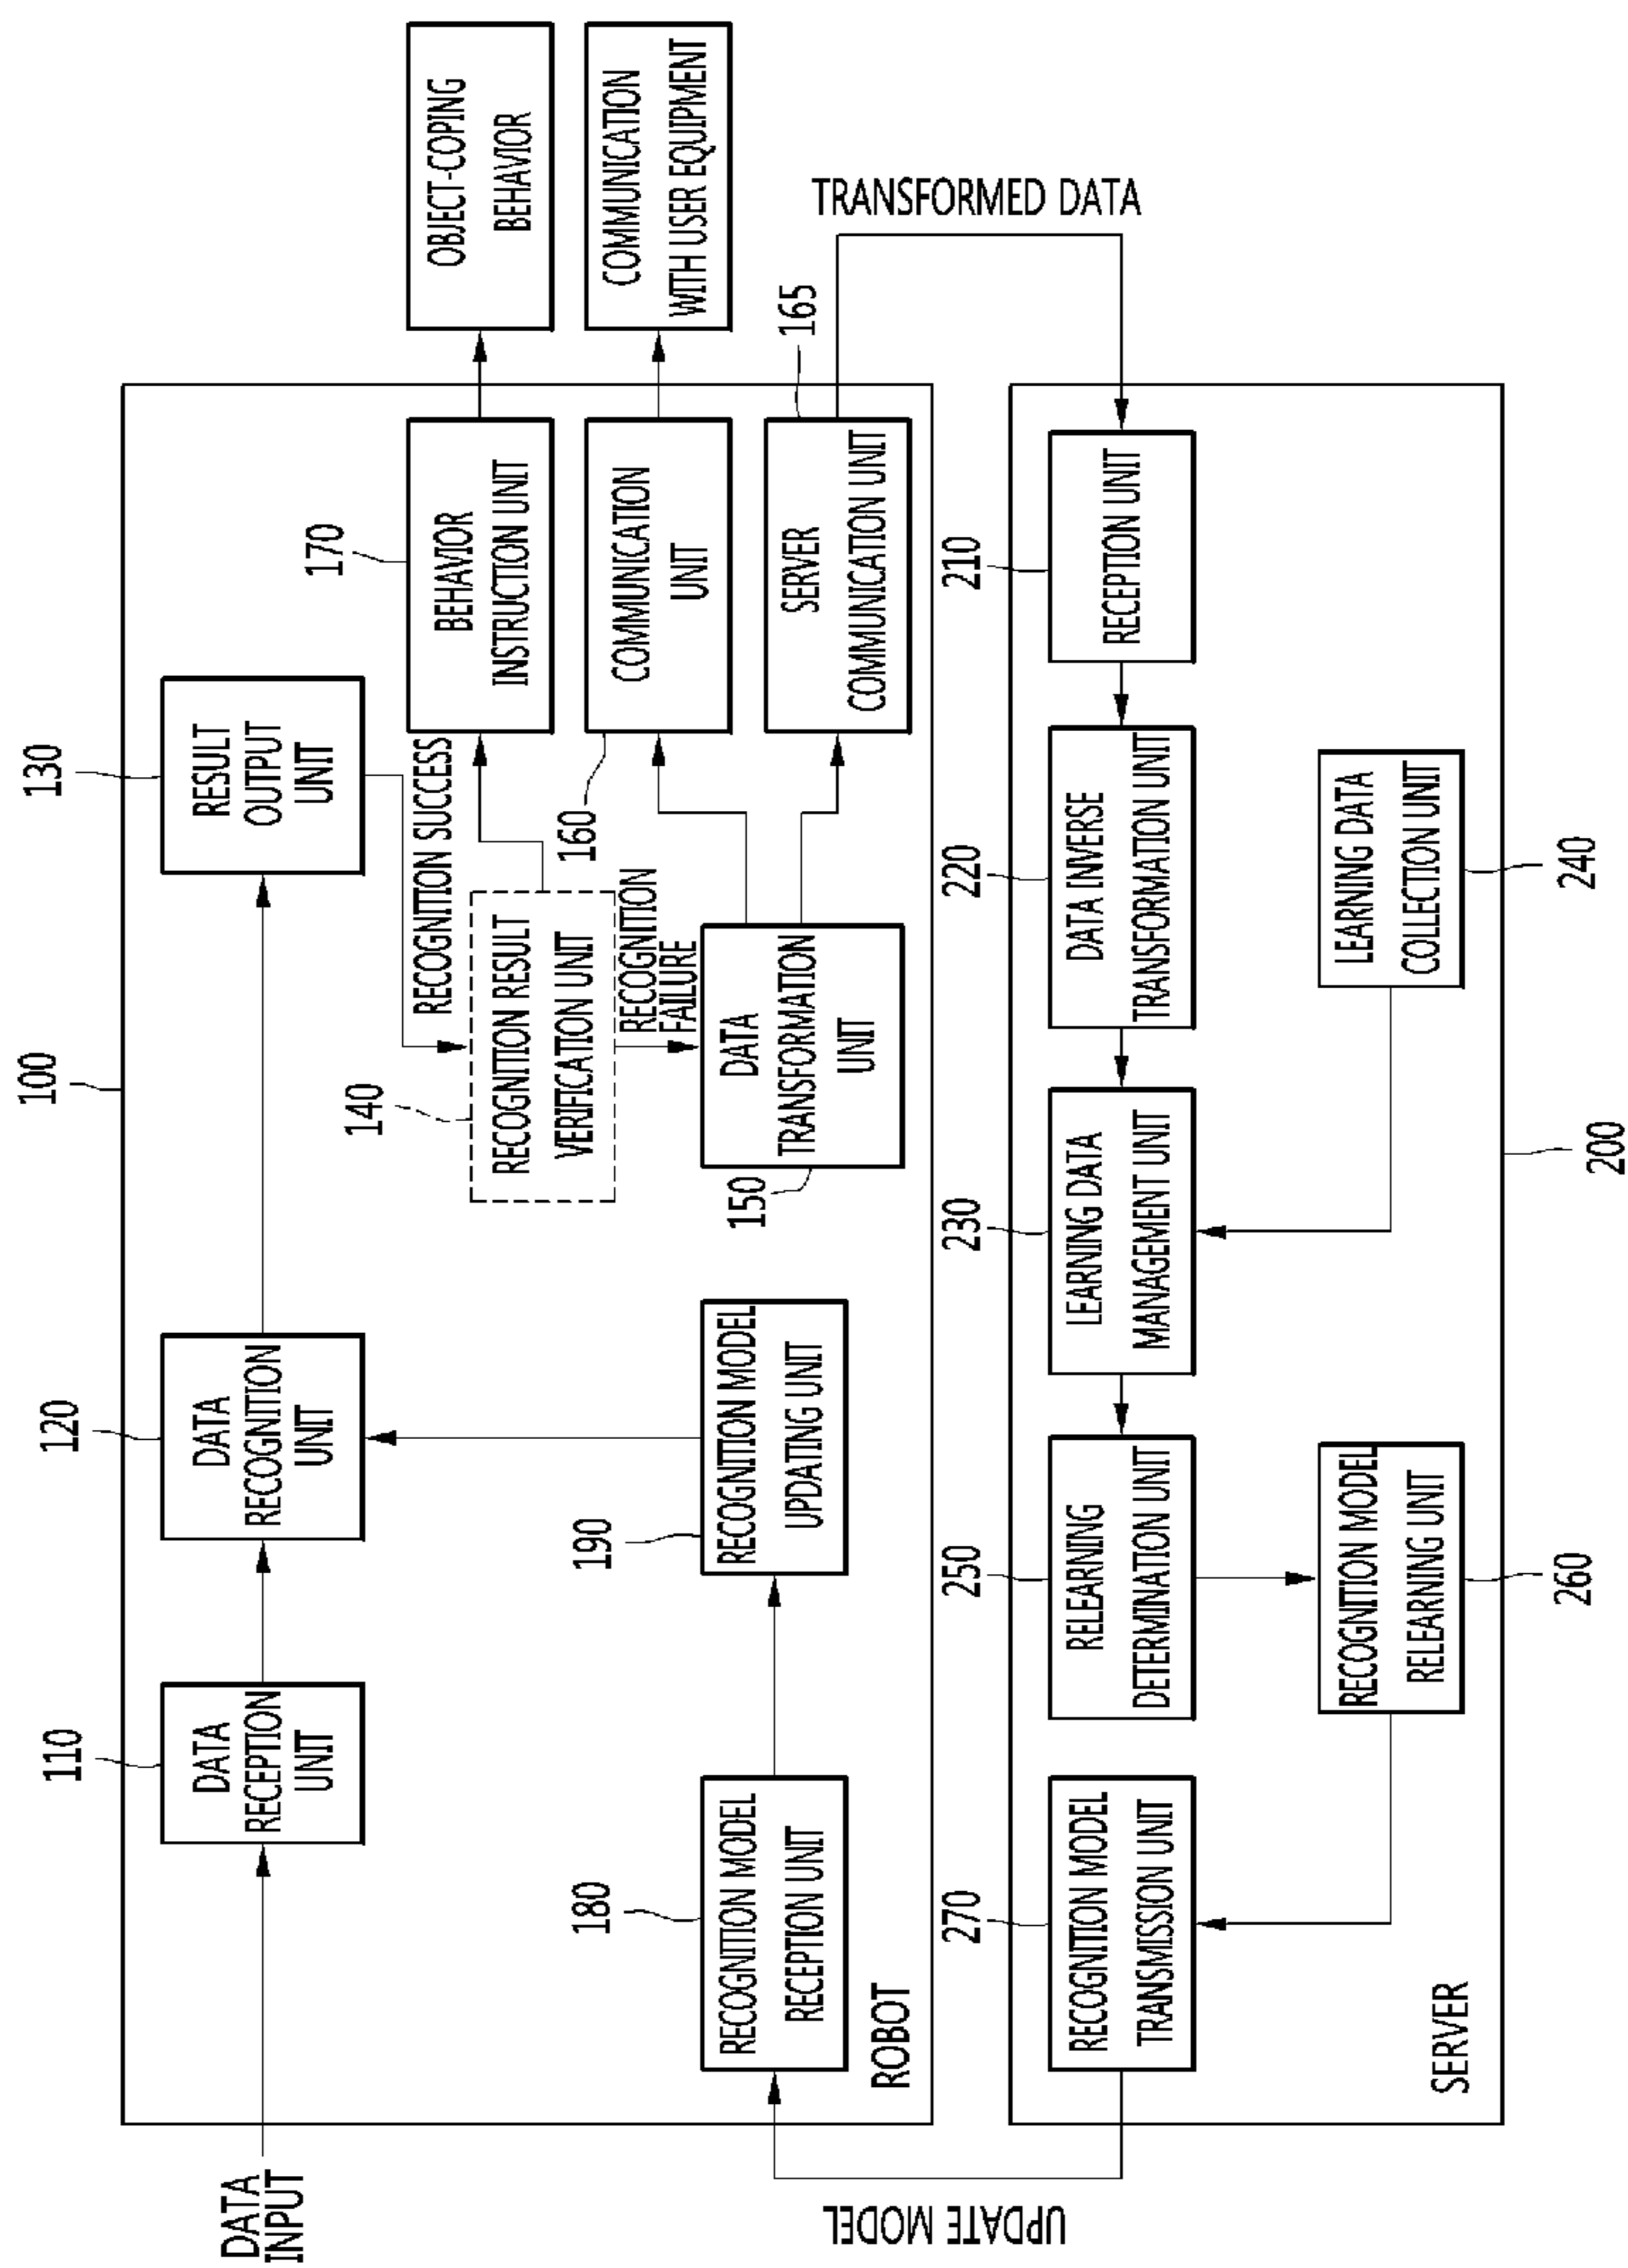 100
110
120
130
DATA
INPUT
DATA
RECEPTION
UNIT
DATA
RECOGNITION
UNIT
RESULT
OUTPUT
UNIT
140
RECOGNITION RESULT
VERIFICATION UNIT
RECOGNITION SUCCESS
RECOGNITION
FAILURE
170
BEHAVIOR
INSTRUCTION UNIT
OBJECT-COPING
BEHAVIOR
160
COMMUNICATION
UNIT
COMMUNICATION
WITH USER EQUIPMENT
150
DATA
TRANSFORMATION
UNIT
165
SERVER
COMMUNICATION UNIT
TRANSFORMED DATA
180
RECOGNITION MODEL
RECEPTION UNIT
190
RECOGNITION MODEL
UPDATING UNIT
ROBOT
UPDATE MODEL
270
RECOGNITION MODEL
TRANSMISSION UNIT
250
RELEARNING
DETERMINATION UNIT
230
LEARNING DATA
MANAGEMENT UNIT
220
DATA INVERSE
TRANSFORMATION UNIT
210
RECEPTION UNIT
RECOGNITION MODEL
RELEARNING UNIT
260
LEARNING DATA
COLLECTION UNIT
240
SERVER
200